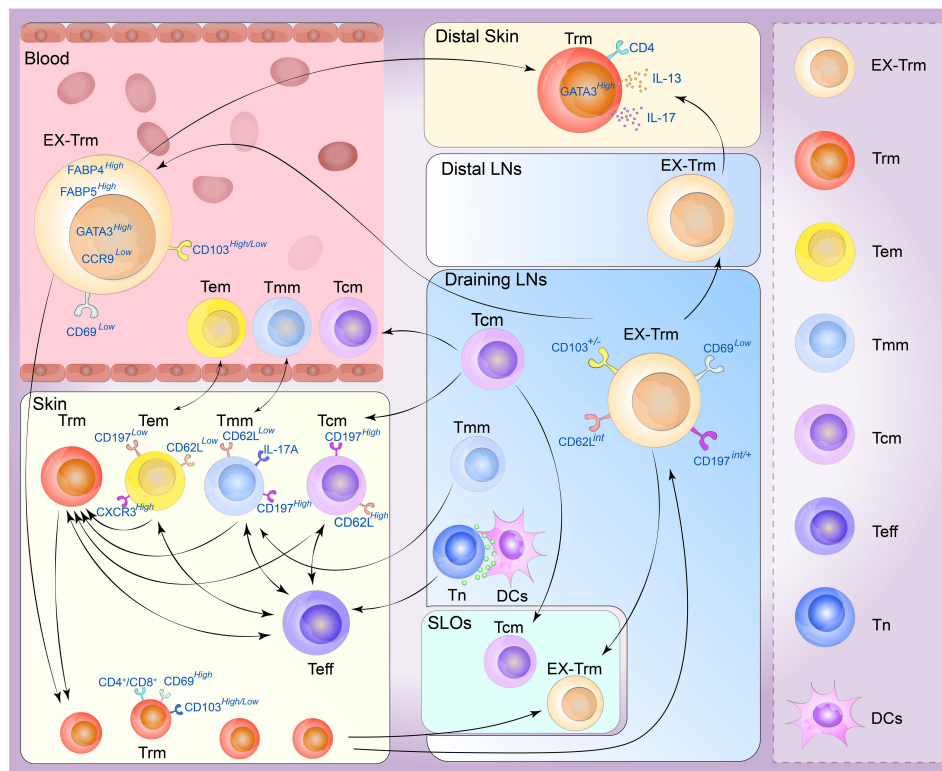 Blood
EX-Trm
FABP4High
FABP5High
GATA3High
CCR9Low
CD103High/Low
CD69Low
Tem
Tmm
Tcm
Distal Skin
Trm
CD4
GATA3High
IL-13
IL-17
Distal LNs
EX-Trm
Draining LNs
Tcm
EX-Trm
CD103+/-
CD69Low
CD62Lint
CD197int/+
Tmm
Tn
DCs
SLOs
Tcm
EX-Trm
Skin
Trm
Tem
Tmm
Tcm
CD197Low
CD62LLow
CD62LLow
CD197High
IL-17A
CXCR3High
CD197High
CD62LHigh
Teff
CD4+/CD8+
CD69High
CD103High/Low
Trm
EX-Trm
Trm
Tem
Tmm
Tcm
Teff
Tn
DCs